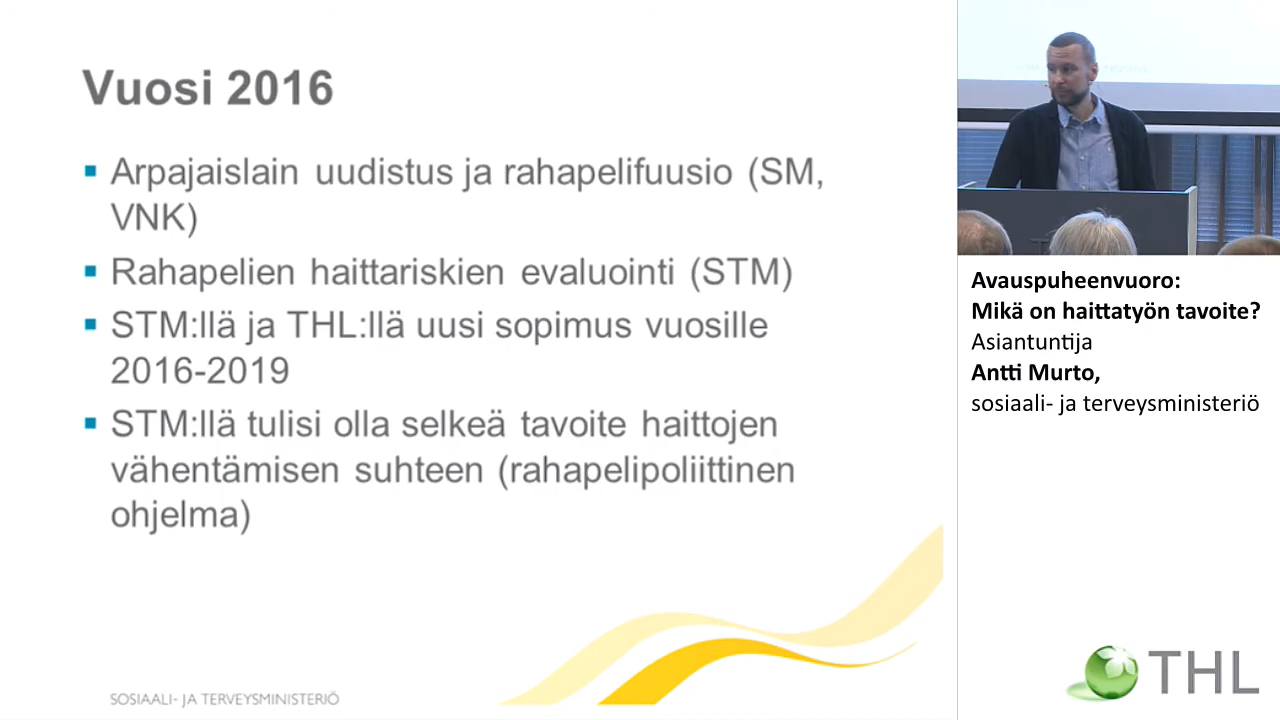 Vuosi 2016
Arpajaislain uudistus ja rahapelifuusio (SM,
VNK)
Rahapelien haittariskien evaluointi (STM)
STM:llä ja THL:llä uusi sopimus vuosille
2016-2019
STM:llä tulisi olla selkeä tavoite haittojen
vähentämisen suhteen (rahapelipoliittinen
ohjelma)
SOSIAALI- JA TERVEYSMINISTERIÖ
Avauspuheenvuoro:
Mikä on haittatyön tavoite?
Asiantuntija
Antti Murto,
sosiaali- ja terveysministeriö
THL